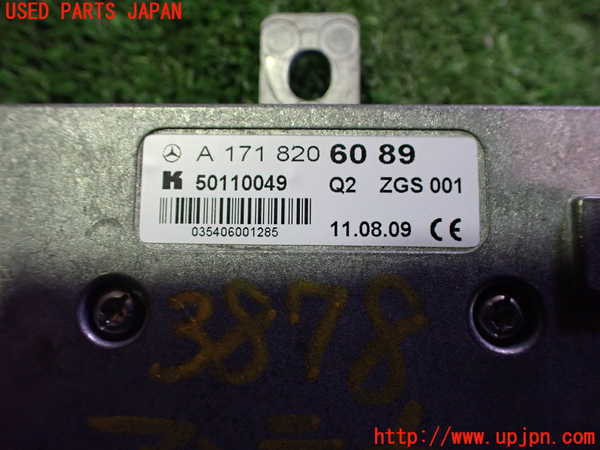 USED PARTS JAPAN
A 171 820 60 89
K 50110049 Q2 ZGS 001
035406001285 11.08.09 CE
3878
http://www.upjpn.com/